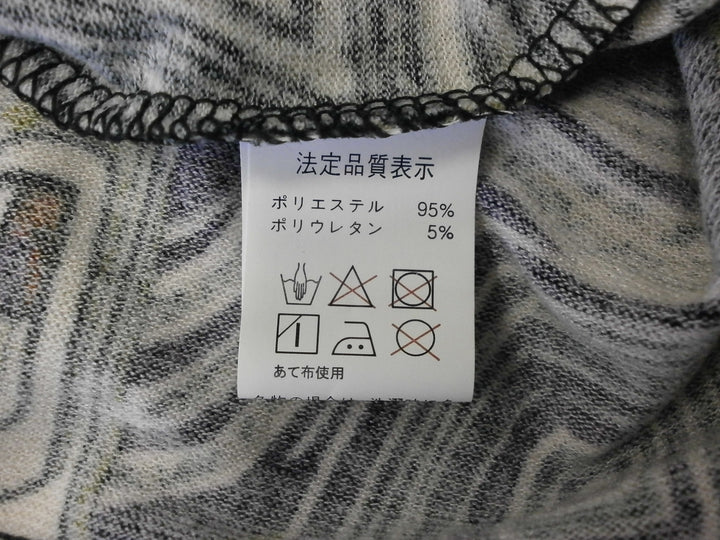 法定品質表示
ポリエステル 95%
ポリウレタン 5%
あて布使用